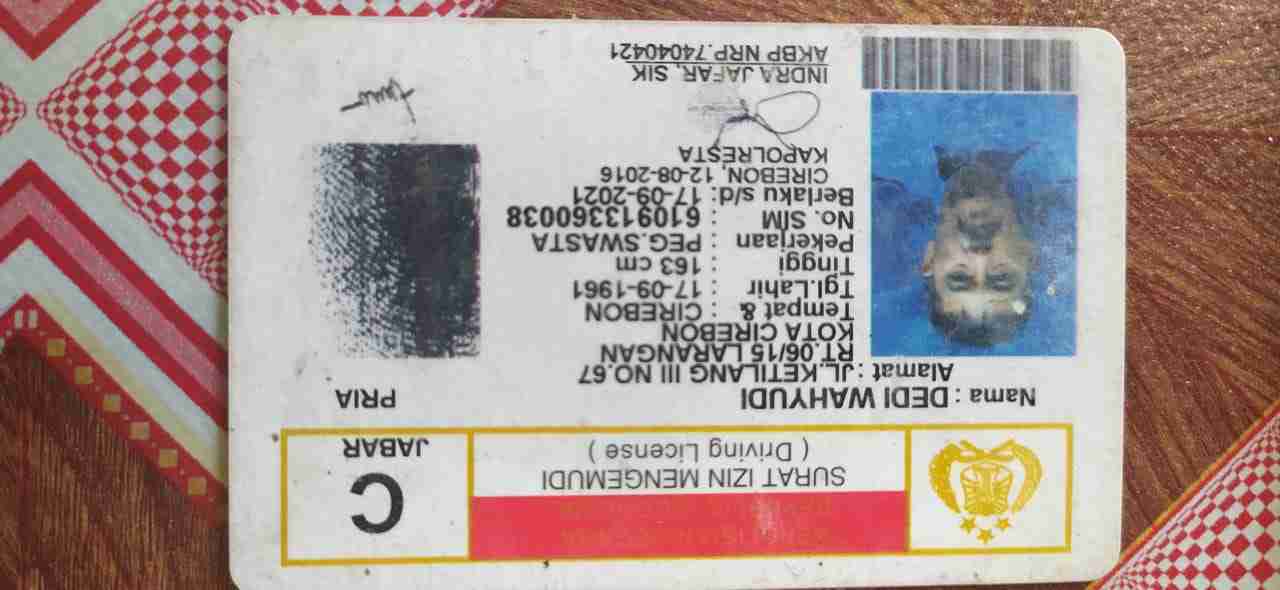 SURAT IZIN MENGEMUDI
( Driving License )
C
JABAR
Nama : DEDI WAHYUDI
PRIA
Alamat : JL.KETILANG III NO.67
RT.06/15 LARANGAN
KOTA CIREBON
Tempat & : CIREBON
Tgl.Lahir : 17-09-1961
Tinggi : 163 cm
Pekerjaan : PEG.SWASTA
No. SIM : 610913360038
Berlaku s/d: 17-09-2021
CIREBON, 12-08-2016
KAPOLRESTA
INDRA JAFAR, SIK
AKBP NRP.74040421